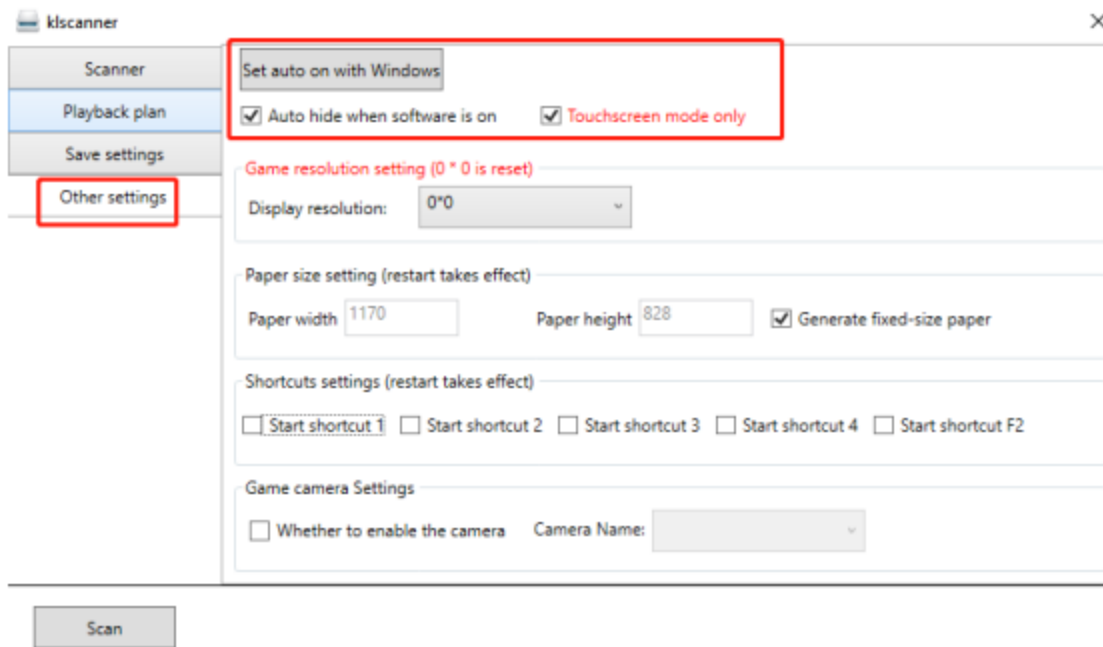 klscanner
Scanner
Playback plan
Save settings
Other settings
Set auto on with Windows
Auto hide when software is on Touchscreen mode only
Game resolution setting (0 * 0 is reset)
Display resolution: 0*0
Paper size setting (restart takes effect)
Paper width 1170 Paper height 828 Generate fixed-size paper
Shortcuts settings (restart takes effect)
Start shortcut 1 Start shortcut 2 Start shortcut 3 Start shortcut 4 Start shortcut F2
Game camera Settings
Whether to enable the camera Camera Name:
Scan